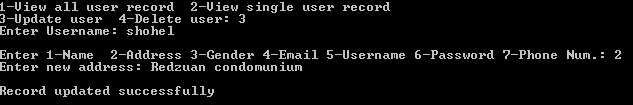 1-View all user record  2-View single user record
3-Update user  4-Delete user: 3
Enter Username: shohel
Enter 1-Name  2-Address 3-Gender 4-Email 5-Username 6-Password 7-Phone Num.: 2
Enter new address: Redzuan condomunium
Record updated successfully